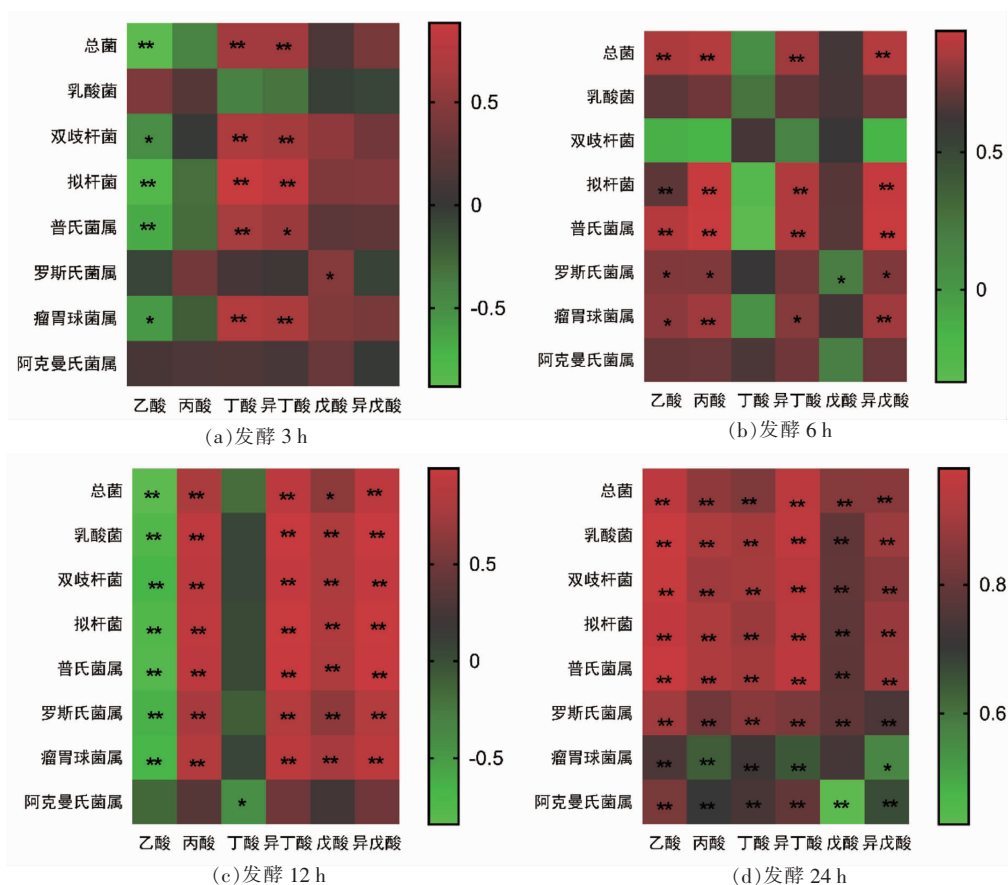 总菌 ** ** **
乳酸菌
双歧杆菌 * ** **
拟杆菌 ** ** **
普氏菌属 ** ** *
罗斯氏菌属 *
瘤胃球菌属 * ** **
阿克曼氏菌属
乙酸 丙酸 丁酸 异丁酸 戊酸 异戊酸
0.5
0
-0.5
(a)发酵 3 h
总菌 ** ** ** **
乳酸菌
双歧杆菌
拟杆菌 ** ** ** **
普氏菌属 ** ** ** **
罗斯氏菌属 * * * *
瘤胃球菌属 * ** * **
阿克曼氏菌属
乙酸 丙酸 丁酸 异丁酸 戊酸 异戊酸
0.5
0
(b)发酵 6 h
总菌 ** ** ** * **
乳酸菌 ** ** ** ** **
双歧杆菌 ** ** ** ** **
拟杆菌 ** ** ** ** **
普氏菌属 ** ** ** ** **
罗斯氏菌属 ** ** ** ** **
瘤胃球菌属 ** ** ** ** **
阿克曼氏菌属 *
乙酸 丙酸 丁酸 异丁酸 戊酸 异戊酸
0.5
0
-0.5
(c)发酵 12 h
总菌 ** ** ** ** ** **
乳酸菌 ** ** ** ** ** **
双歧杆菌 ** ** ** ** ** **
拟杆菌 ** ** ** ** ** **
普氏菌属 ** ** ** ** ** **
罗斯氏菌属 ** ** ** ** ** **
瘤胃球菌属 ** ** ** ** *
阿克曼氏菌属 ** ** ** ** ** **
乙酸 丙酸 丁酸 异丁酸 戊酸 异戊酸
0.8
0.6
(d)发酵 24 h